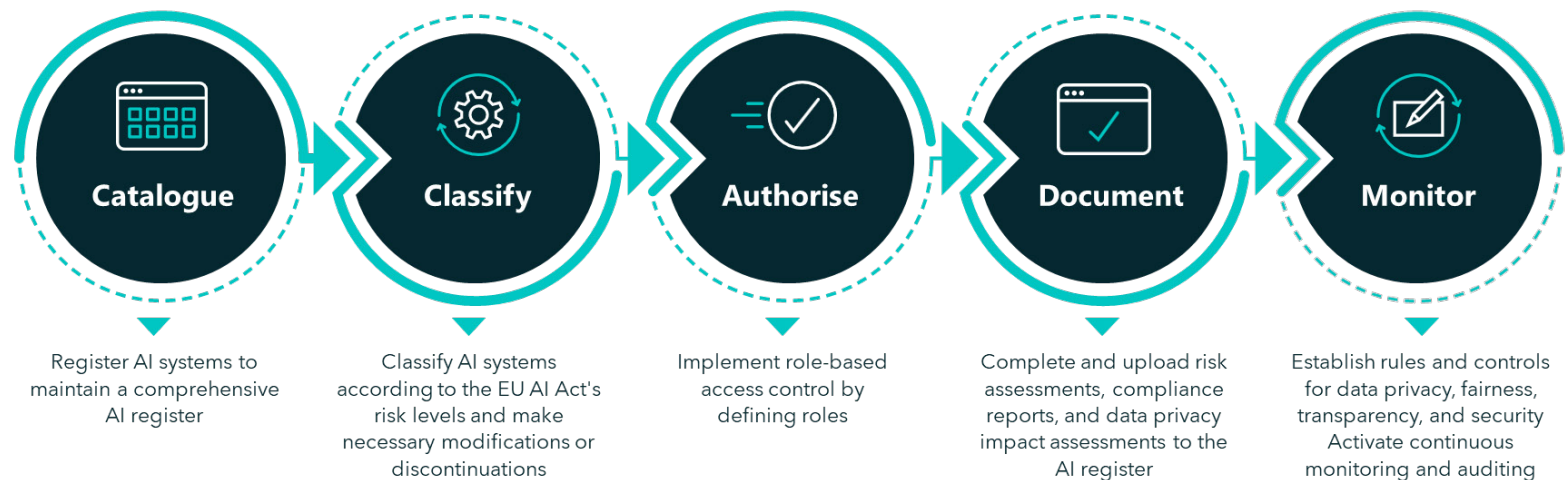 Catalogue
Classify
Authorise
Document
Monitor
Register AI systems to
maintain a comprehensive
AI register
Classify AI systems
according to the EU AI Act's
risk levels and make
necessary modifications or
discontinuations
Implement role-based
access control by
defining roles
Complete and upload risk
assessments, compliance
reports, and data privacy
impact assessments to the
AI register
Establish rules and controls
for data privacy, fairness,
transparency, and security
Activate continuous
monitoring and auditing